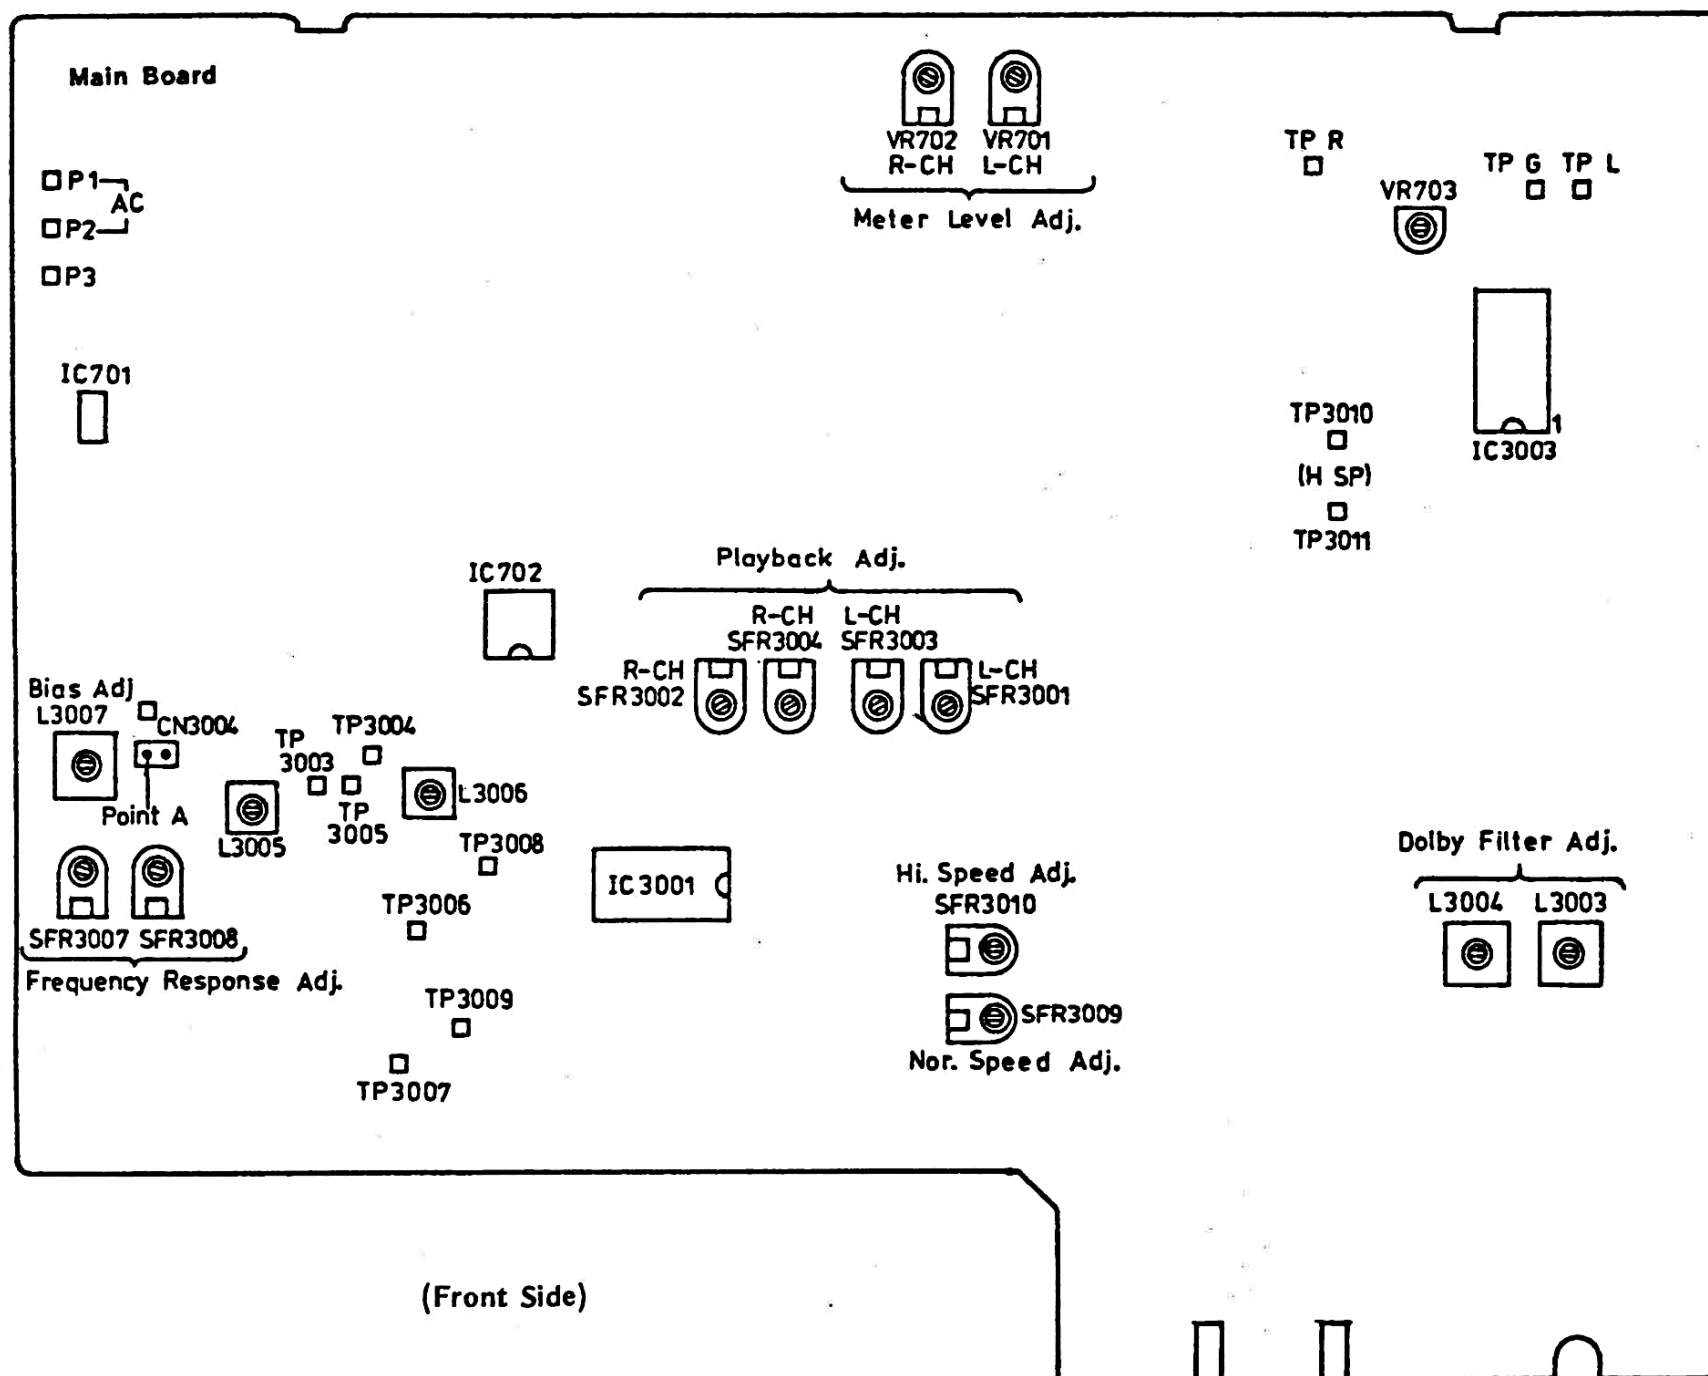 Main Board
P1
AC
P2
P3
IC701
VR702 VR701
R-CH L-CH
Meter Level Adj.
TP R
TP G TP L
VR703
1
IC3003
TP3010
(H SP)
TP3011
IC702
Playback Adj.
R-CH L-CH
SFR3004 SFR3003
R-CH
SFR3002
L-CH
SFR3001
Bias Adj
L3007
CN3004
Point A
TP
3003
TP3004
TP
3005
L3005
L3006
TP3008
IC3001
TP3006
SFR3007 SFR3008
Frequency Response Adj.
TP3009
TP3007
Hi. Speed Adj.
SFR3010
SFR3009
Nor. Speed Adj.
Dolby Filter Adj.
L3004 L3003
(Front Side)